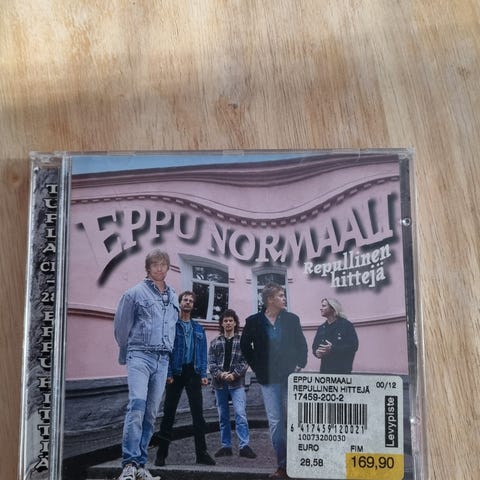 EPPU NORMAALI
Repullinen
hittejä
TUPLA CD - 28 EPPU HITTIÄ
EPPU NORMAALI
REPULLINEN HITTEJÄ
00/12
17459-200-2
6 417459 120021
10073200030
EURO FIM
28,58 169,90
Levypiste